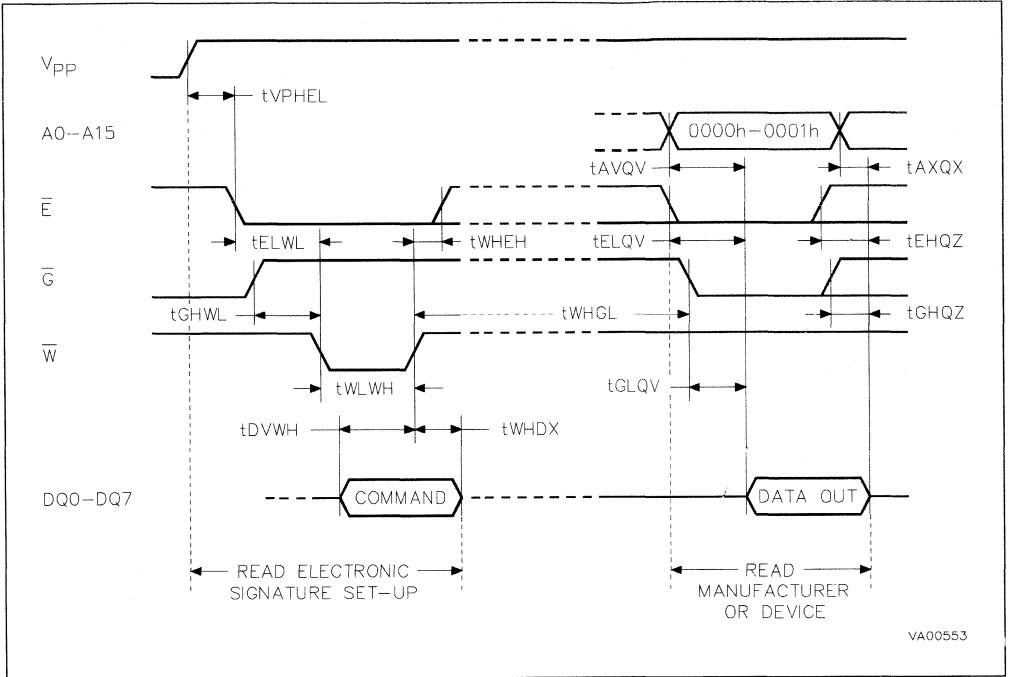 VPP
tVPHEL
A0-A15
0000h-0001h
tAVQV
tAXQX
E
tELWL
tWHEH
tELQV
tEHQZ
G
tGHWL
tWHGL
tGHQZ
W
tWLWH
tGLQV
tDVWH
tWHDX
DQ0-DQ7
COMMAND
DATA OUT
READ ELECTRONIC
SIGNATURE SET-UP
READ
MANUFACTURER
OR DEVICE
VA00553